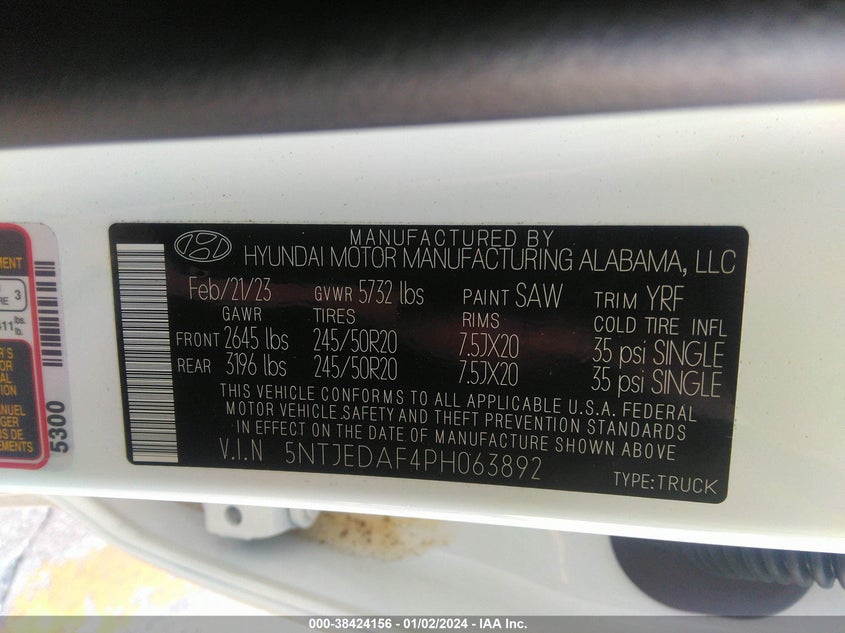 MANUFACTURED BY
HYUNDAI MOTOR MANUFACTURING ALABAMA, LLC
Feb/21/23 GVWR 5732 lbs PAINT SAW TRIM YRF
GAWR TIRES RIMS COLD TIRE INFL
FRONT 2645 lbs 245/50R20 7.5JX20 35 psi SINGLE
REAR 3196 lbs 245/50R20 7.5JX20 35 psi SINGLE
THIS VEHICLE CONFORMS TO ALL APPLICABLE U.S.A. FEDERAL
MOTOR VEHICLE SAFETY AND THEFT PREVENTION STANDARDS
IN EFFECT ON THE DATE OF MANUFACTURE SHOWN ABOVE
V.I.N 5NTJEDAF4PH063892
TYPE:TRUCK
3
lbs.
lb.
5300
000-38424156 – 01/02/2024 – IAA Inc.